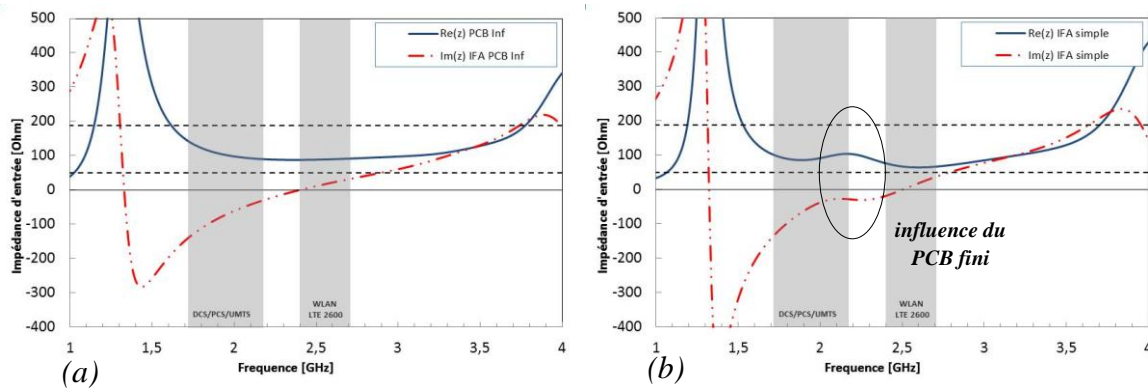 500
400
300
200
100
0
-100
-200
-300
-400
Impédance d'entrée [Ohm]
Re(z) PCB Inf
Im(z) IFA PCB Inf
DCS/PCS/UMTS
WLAN
LTE 2600
1
1,5
2
2,5
3
3,5
4
Frequence [GHz]
(a)
500
400
300
200
100
0
-100
-200
-300
-400
Impédance d'entrée [Ohm]
Re(z) IFA simple
Im(z) IFA simple
influence du
PCB fini
DCS/PCS/UMTS
WLAN
LTE 2600
1
1,5
2
2,5
3
3,5
4
Frequence [GHz]
(b)